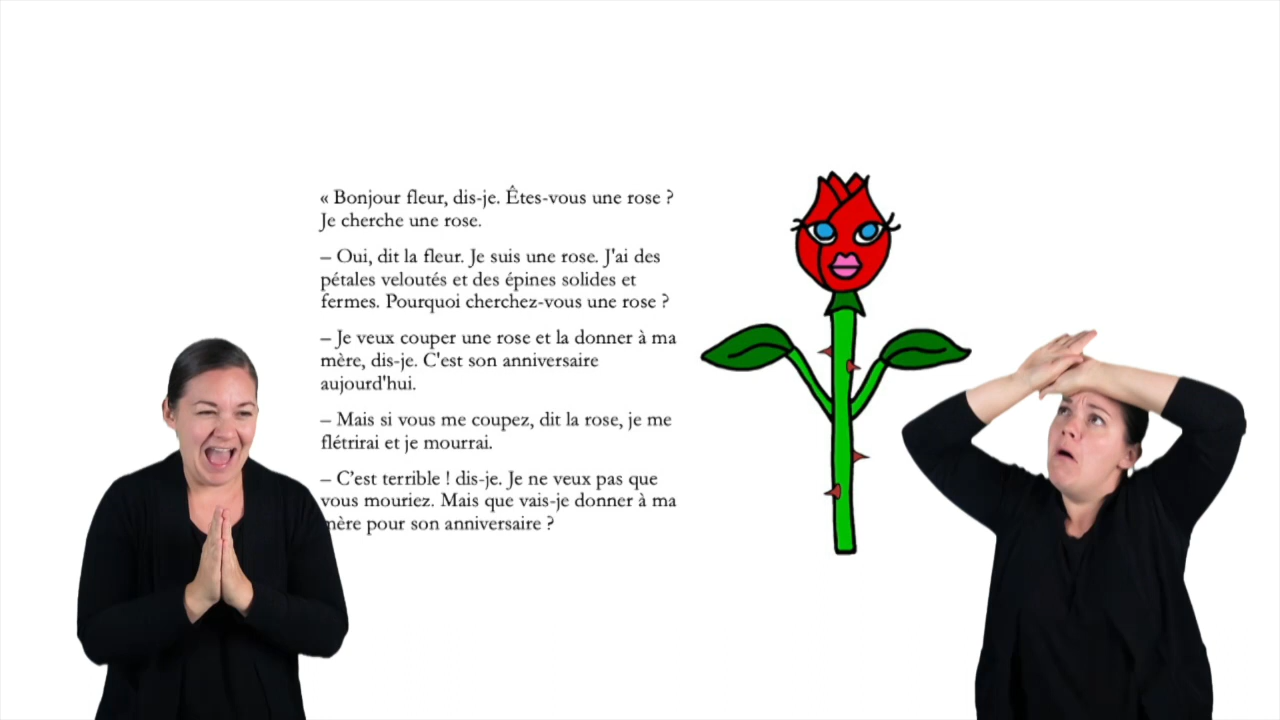 « Bonjour fleur, dis-je. Êtes-vous une rose ?
Je cherche une rose.
– Oui, dit la fleur. Je suis une rose. J'ai des
pétales veloutés et des épines solides et
fermes. Pourquoi cherchez-vous une rose ?
– Je veux couper une rose et la donner à ma
mère, dis-je. C'est son anniversaire
aujourd'hui.
– Mais si vous me coupez, dit la rose, je me
flétrirai et je mourrai.
– C’est terrible ! dis-je. Je ne veux pas que
vous mouriez. Mais que vais-je donner à ma
mère pour son anniversaire ?